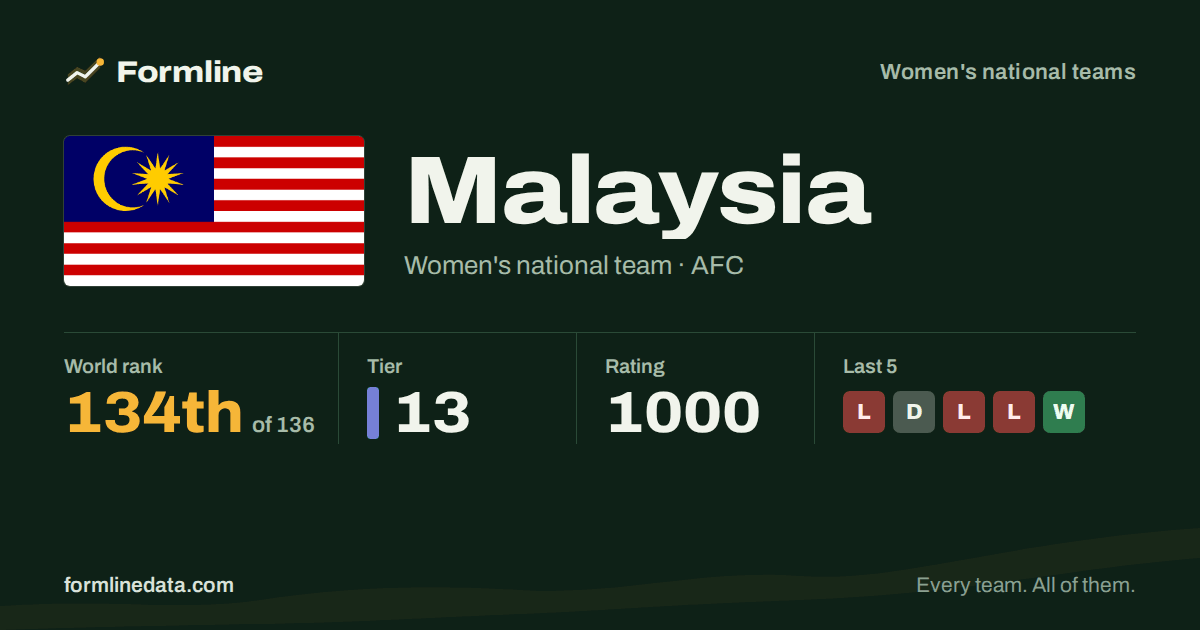 Formline
Women's national teams
Malaysia
Women's national team · AFC
World rank
134th of 136
Tier
13
Rating
1000
Last 5
L D L L W
formlinedata.com
Every team. All of them.